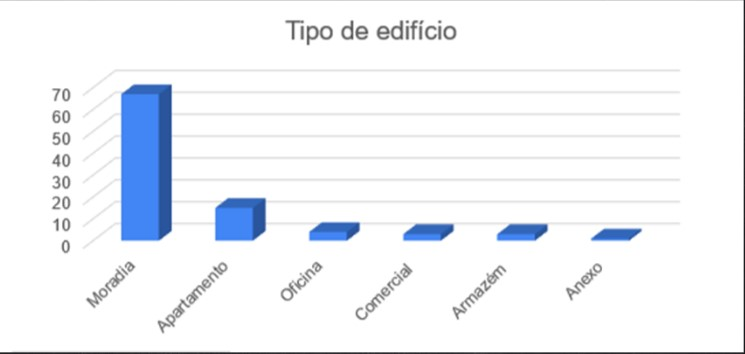 Tipo de edifício
70
60
50
40
30
20
10
0
Moradia
Apartamento
Oficina
Comercial
Armazém
Anexo